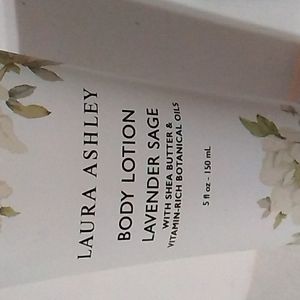 LAURA ASHLEY
BODY LOTION
LAVENDER SAGE
WITH SHEA BUTTER &
VITAMIN-RICH BOTANICAL OILS
5 fl oz - 150 mL